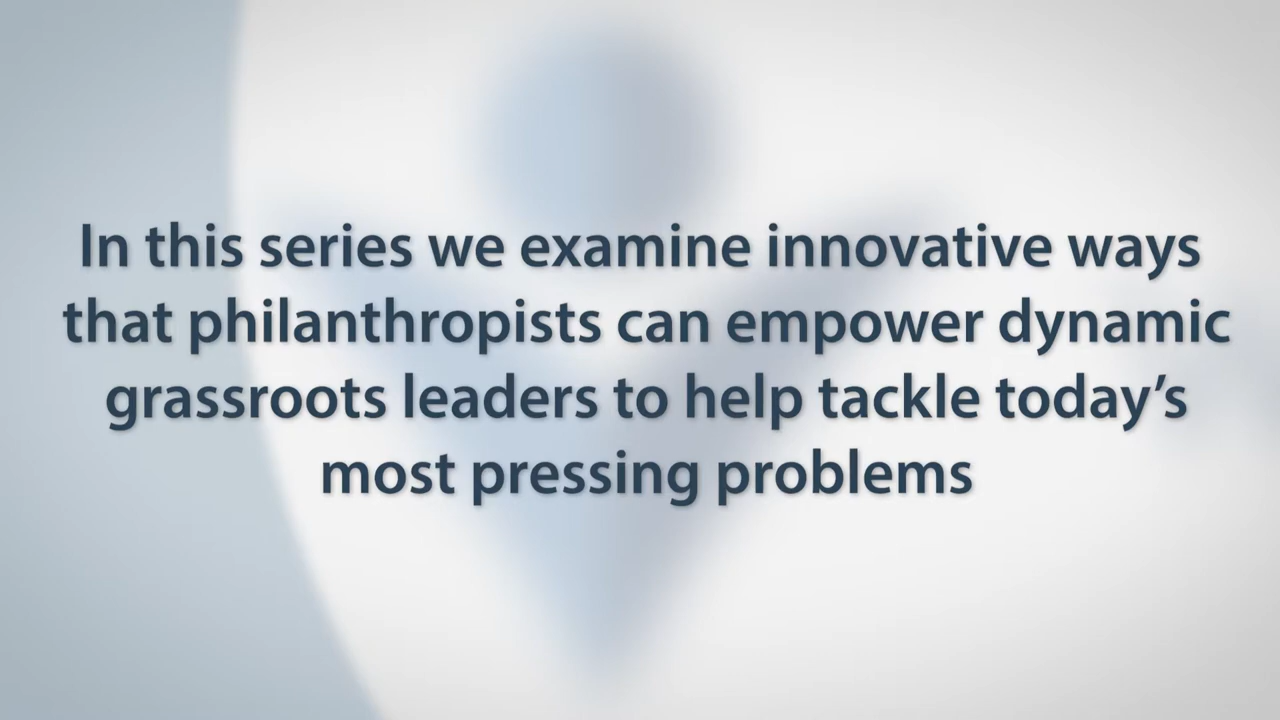 In this series we examine innovative ways
that philanthropists can empower dynamic
grassroots leaders to help tackle today’s
most pressing problems